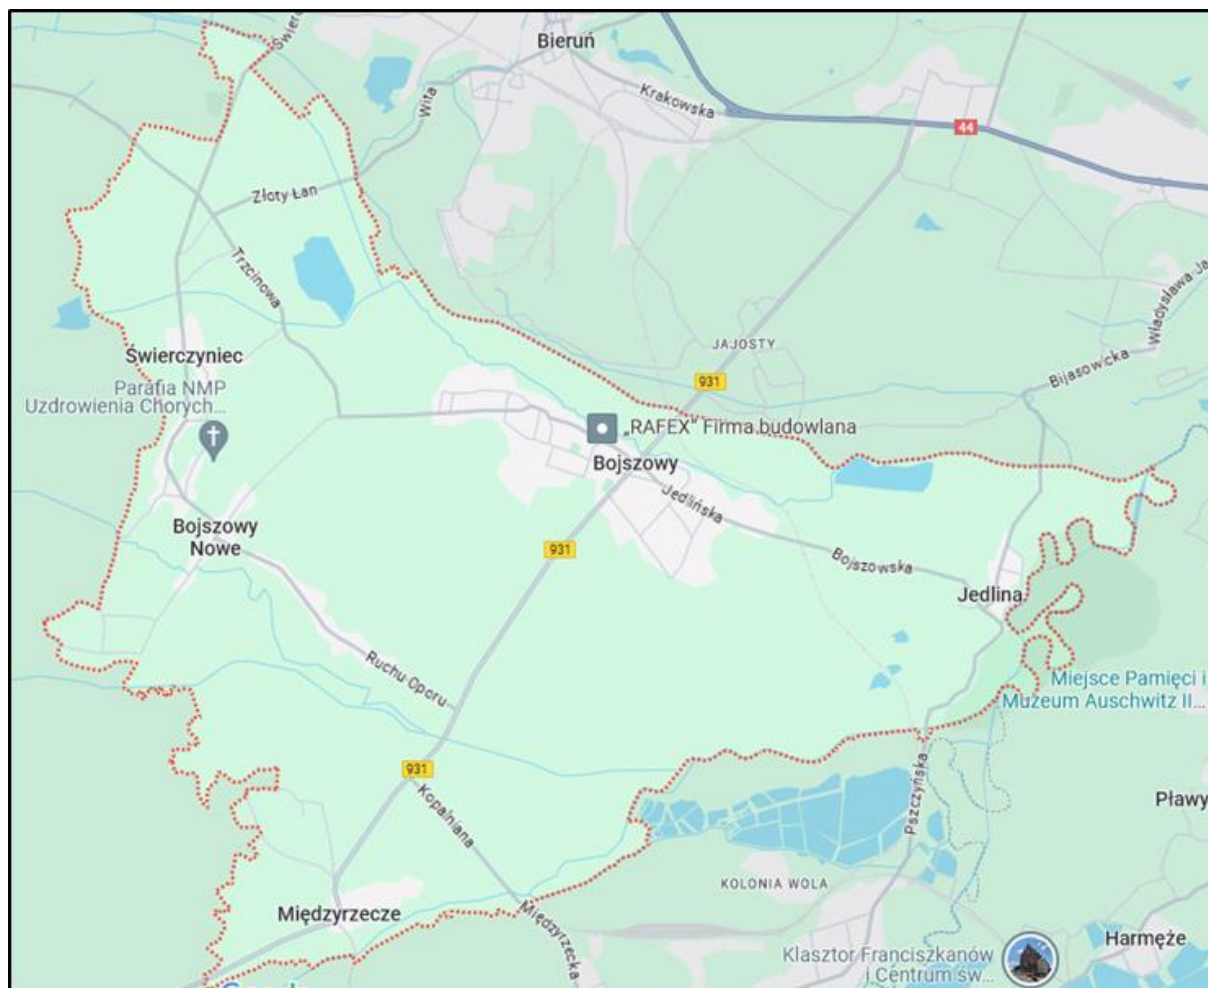 Świerc
Bieruń
Wita
Krakowska
44
Złoty Łan
Trzcinowa
Władysława Ja
JAJOSTY
Świerczyniec
Bijasowicka
931
Parafia NMP
Uzdrowienia Chorych...
„RAFEX” Firma budowlana
Bojszowy
Jedlińska
Bojszowy
Nowe
931
Bojszowska
Jedlina
Ruchu Oporu
Miejsce Pamięci i
Muzeum Auschwitz II...
931
Kopalniana
Pszczyńska
Pławy
KOLONIA WOLA
Międzyrzecze
Międzyrzecka
Harmęże
Klasztor Franciszkanów
i Centrum św...